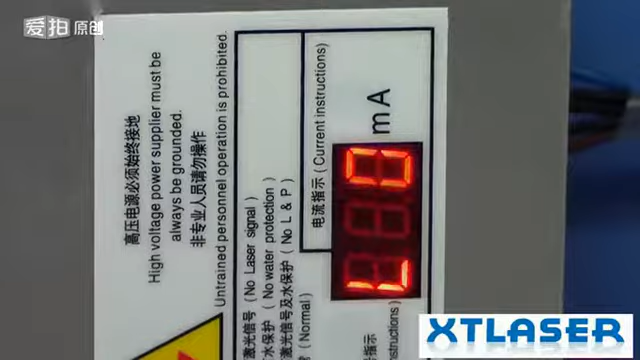 爱拍原创
高压电源必须始终接地
High voltage power supplier must be
always be grounded.
非专业人员请勿操作
Untrained personnel operation is prohibited.
激光信号 (No Laser signal)
水保护 (No water protection)
激光信号及水保护 (No L & P)
(Normal)
电流指示 (Current instructions)
mA
指示
structions)
XTLASER